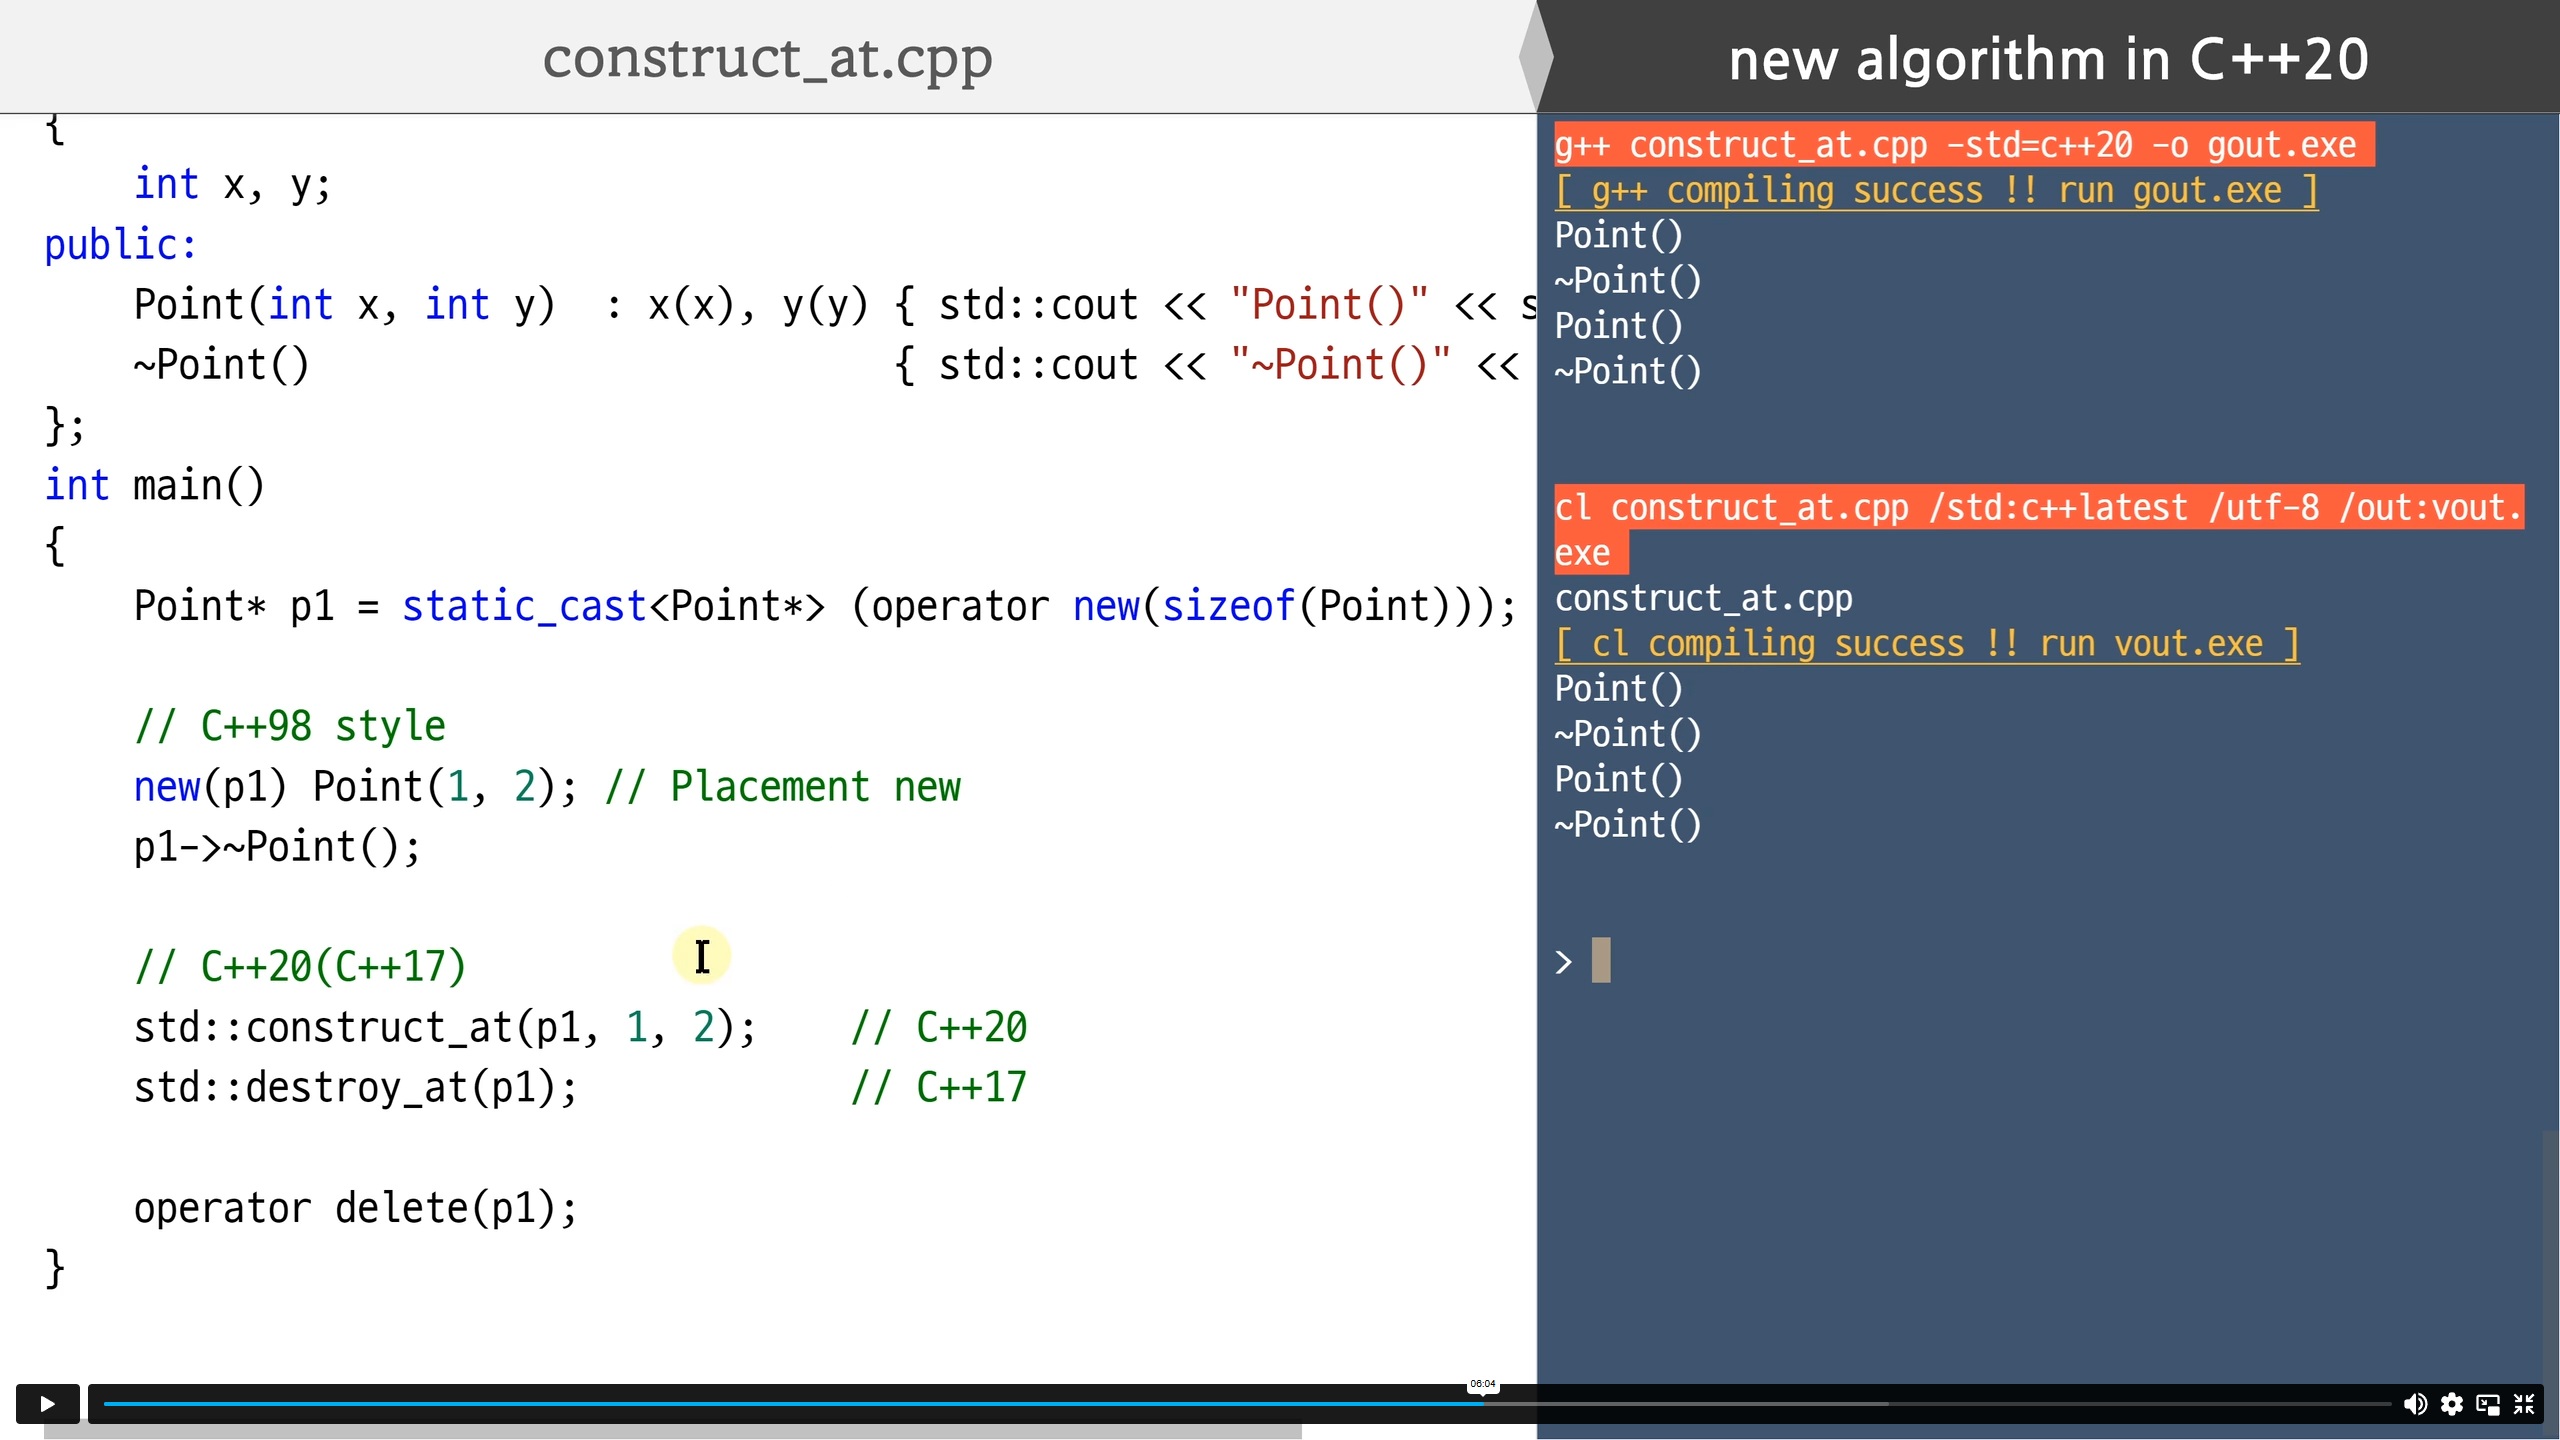 construct_at.cpp
new algorithm in C++20
{
    int x, y;
public:
    Point(int x, int y)  : x(x), y(y) { std::cout << "Point()" << s
    ~Point()                          { std::cout << "~Point()" <<
};
int main()
{
    Point* p1 = static_cast<Point*> (operator new(sizeof(Point)));

    // C++98 style
    new(p1) Point(1, 2); // Placement new
    p1->~Point();

    // C++20(C++17)
    std::construct_at(p1, 1, 2);    // C++20
    std::destroy_at(p1);            // C++17

    operator delete(p1);
}
g++ construct_at.cpp -std=c++20 -o gout.exe
[ g++ compiling success !! run gout.exe ]
Point()
~Point()
Point()
~Point()
cl construct_at.cpp /std:c++latest /utf-8 /out:vout.
exe
construct_at.cpp
[ cl compiling success !! run vout.exe ]
Point()
~Point()
Point()
~Point()
>
06:04